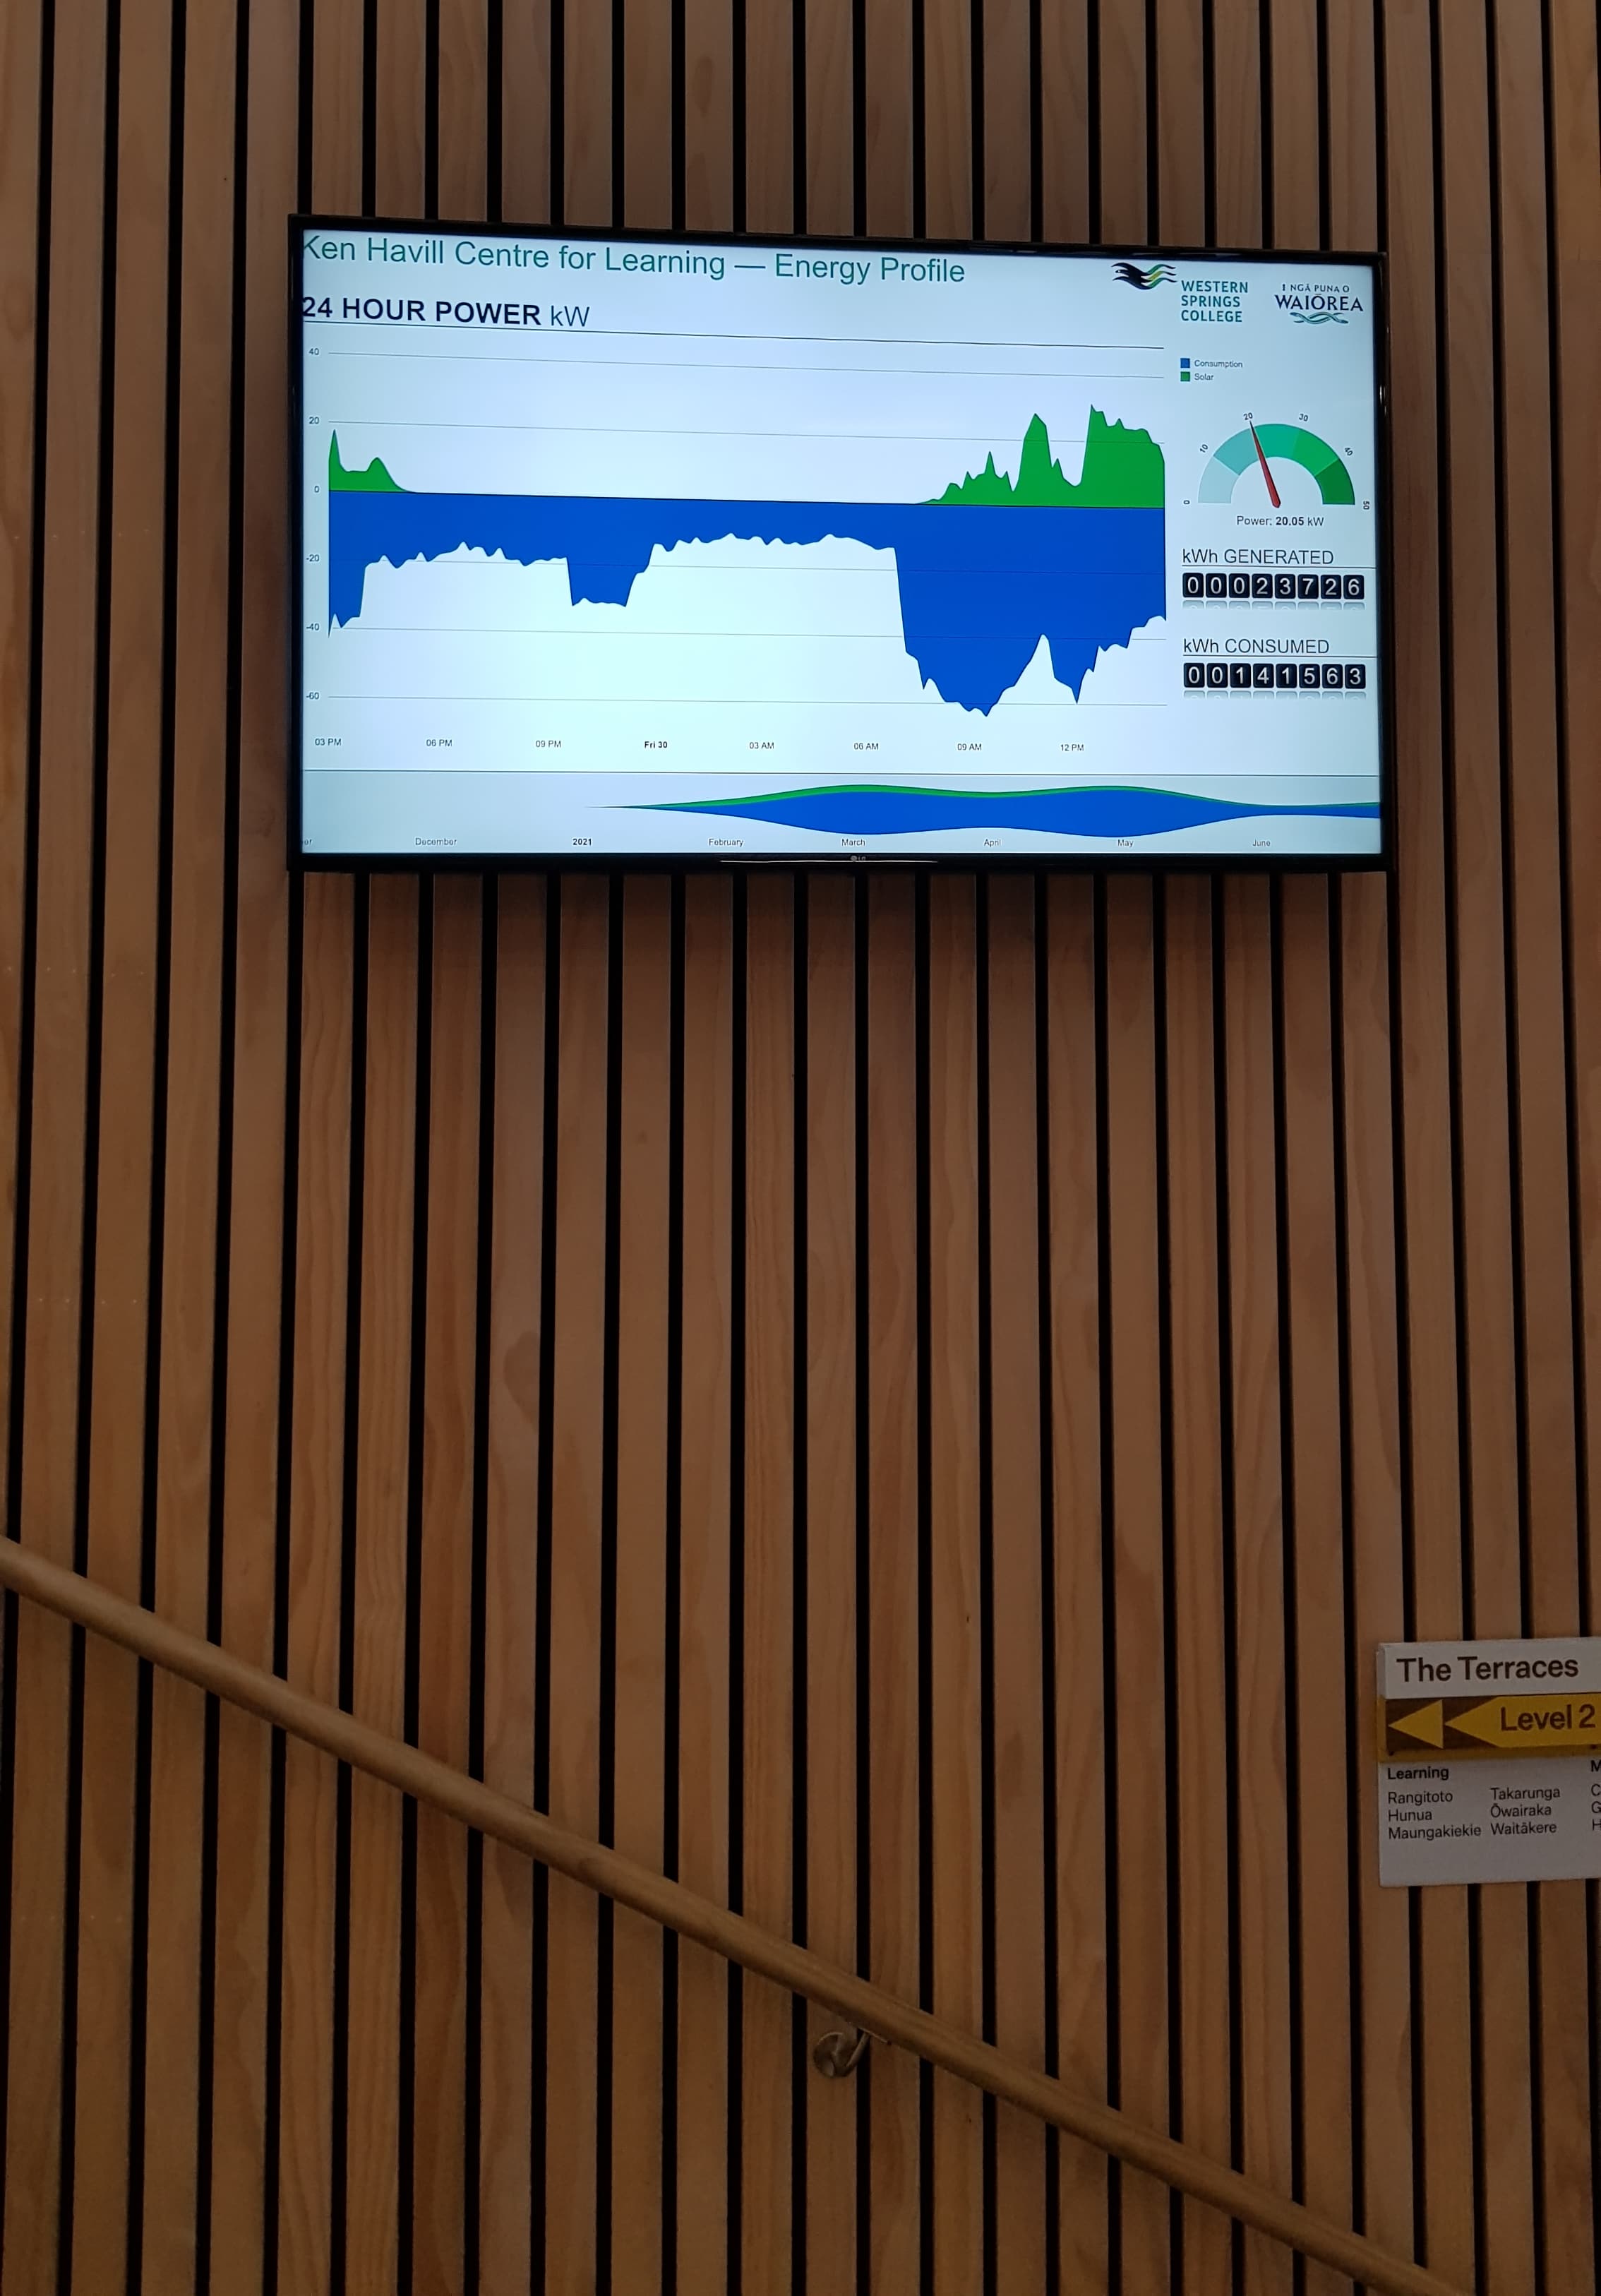 Ken Havill Centre for Learning — Energy Profile
24 HOUR POWER kW
WESTERN
SPRINGS
COLLEGE
I NGĀ PUNA O
WAIŌREA
Consumption
Solar
40
20
0
-20
-40
-60
03 PM 06 PM 09 PM Fri 30 03 AM 06 AM 09 AM 12 PM
0 10 20 30 40 50
Power: 20.05 kW
kWh GENERATED
00023726
kWh CONSUMED
00141563
December 2021 February March April May June
LG
The Terraces
Level 2
Learning
Rangitoto Takarunga
Hunua Ōwairaka
Maungakiekie Waitākere